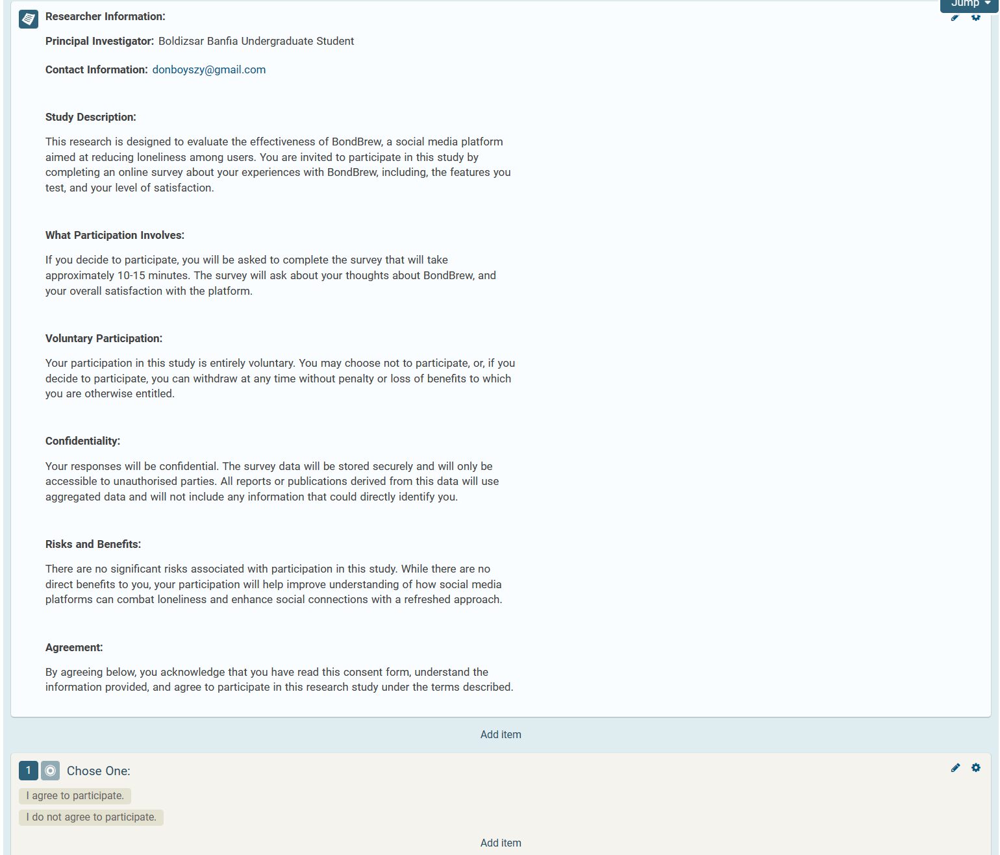 Jump
Researcher Information:
Principal Investigator: Boldizsar Banfia Undergraduate Student
Contact Information: donboyszy@gmail.com
Study Description:
This research is designed to evaluate the effectiveness of BondBrew, a social media platform
aimed at reducing loneliness among users. You are invited to participate in this study by
completing an online survey about your experiences with BondBrew, including, the features you
test, and your level of satisfaction.
What Participation Involves:
If you decide to participate, you will be asked to complete the survey that will take
approximately 10-15 minutes. The survey will ask about your thoughts about BondBrew, and
your overall satisfaction with the platform.
Voluntary Participation:
Your participation in this study is entirely voluntary. You may choose not to participate, or, if you
decide to participate, you can withdraw at any time without penalty or loss of benefits to which
you are otherwise entitled.
Confidentiality:
Your responses will be confidential. The survey data will be stored securely and will only be
accessible to unauthorised parties. All reports or publications derived from this data will use
aggregated data and will not include any information that could directly identify you.
Risks and Benefits:
There are no significant risks associated with participation in this study. While there are no
direct benefits to you, your participation will help improve understanding of how social media
platforms can combat loneliness and enhance social connections with a refreshed approach.
Agreement:
By agreeing below, you acknowledge that you have read this consent form, understand the
information provided, and agree to participate in this research study under the terms described.
Add item
1 Chose One:
I agree to participate.
I do not agree to participate.
Add item